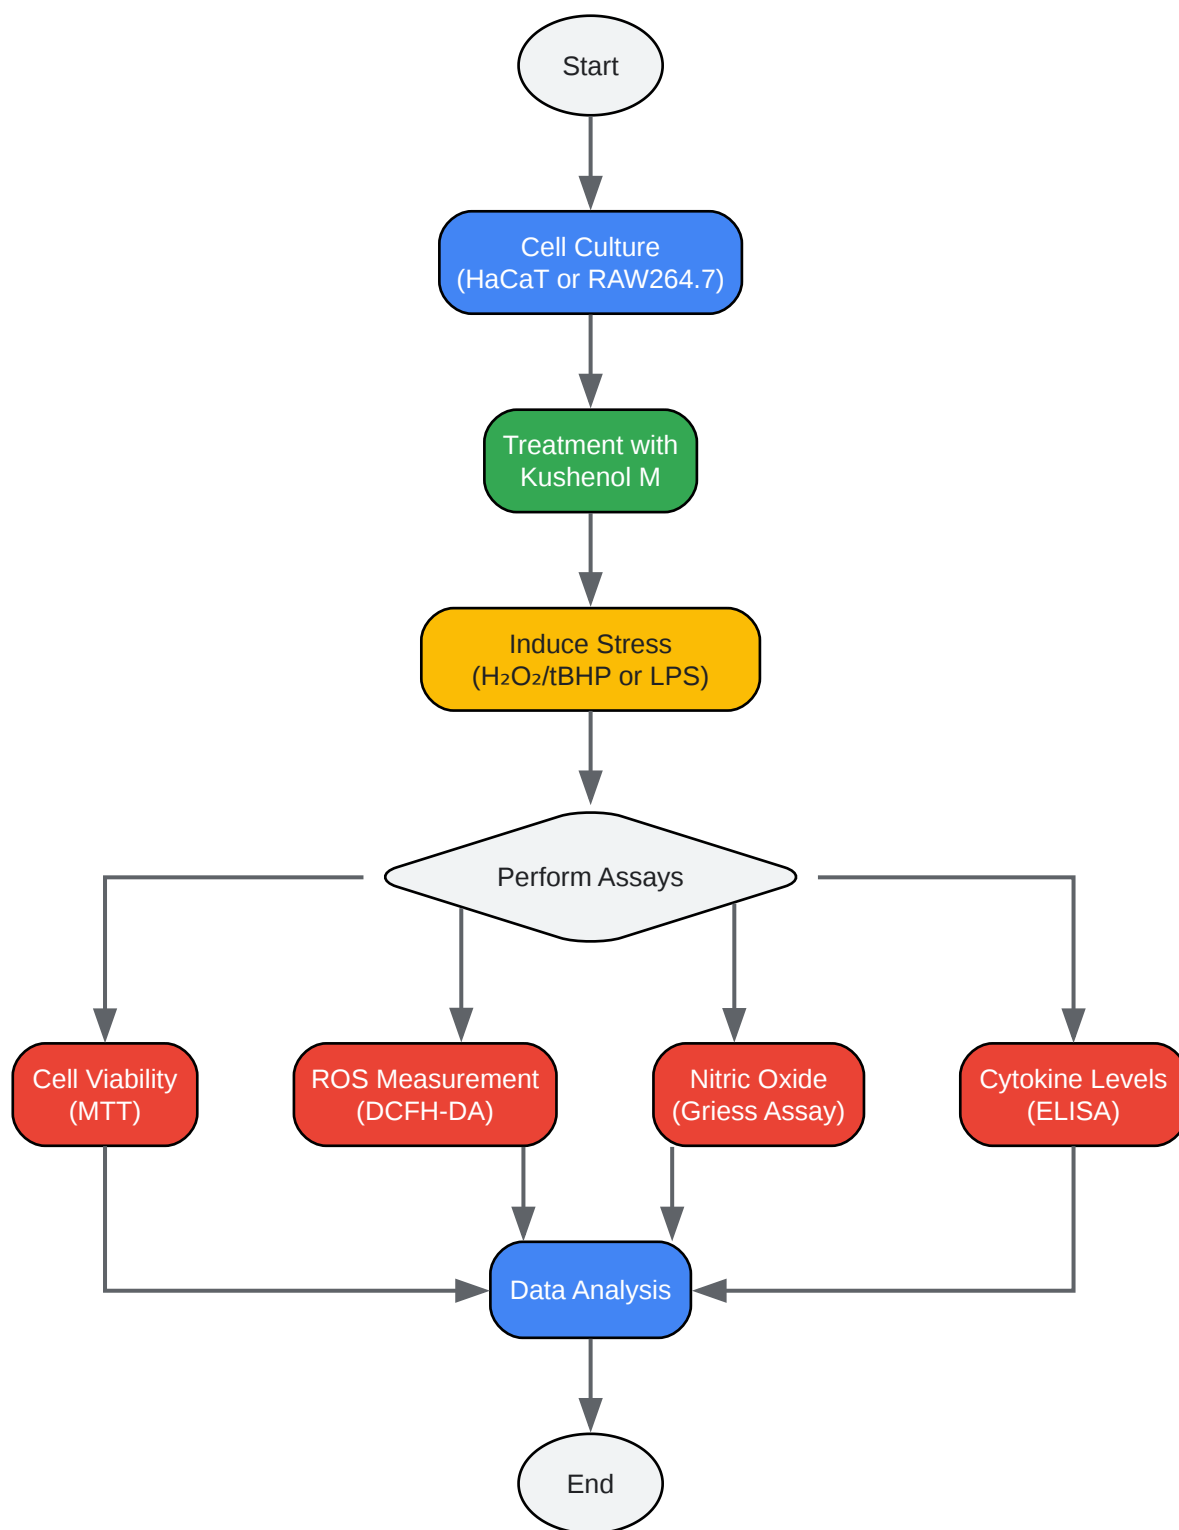 Start
Cell Culture
(HaCaT or RAW264.7)
Treatment with
Kushenol M
Induce Stress
(H₂O₂/tBHP or LPS)
Perform Assays
Cell Viability
(MTT)
ROS Measurement
(DCFH-DA)
Nitric Oxide
(Griess Assay)
Cytokine Levels
(ELISA)
Data Analysis
End